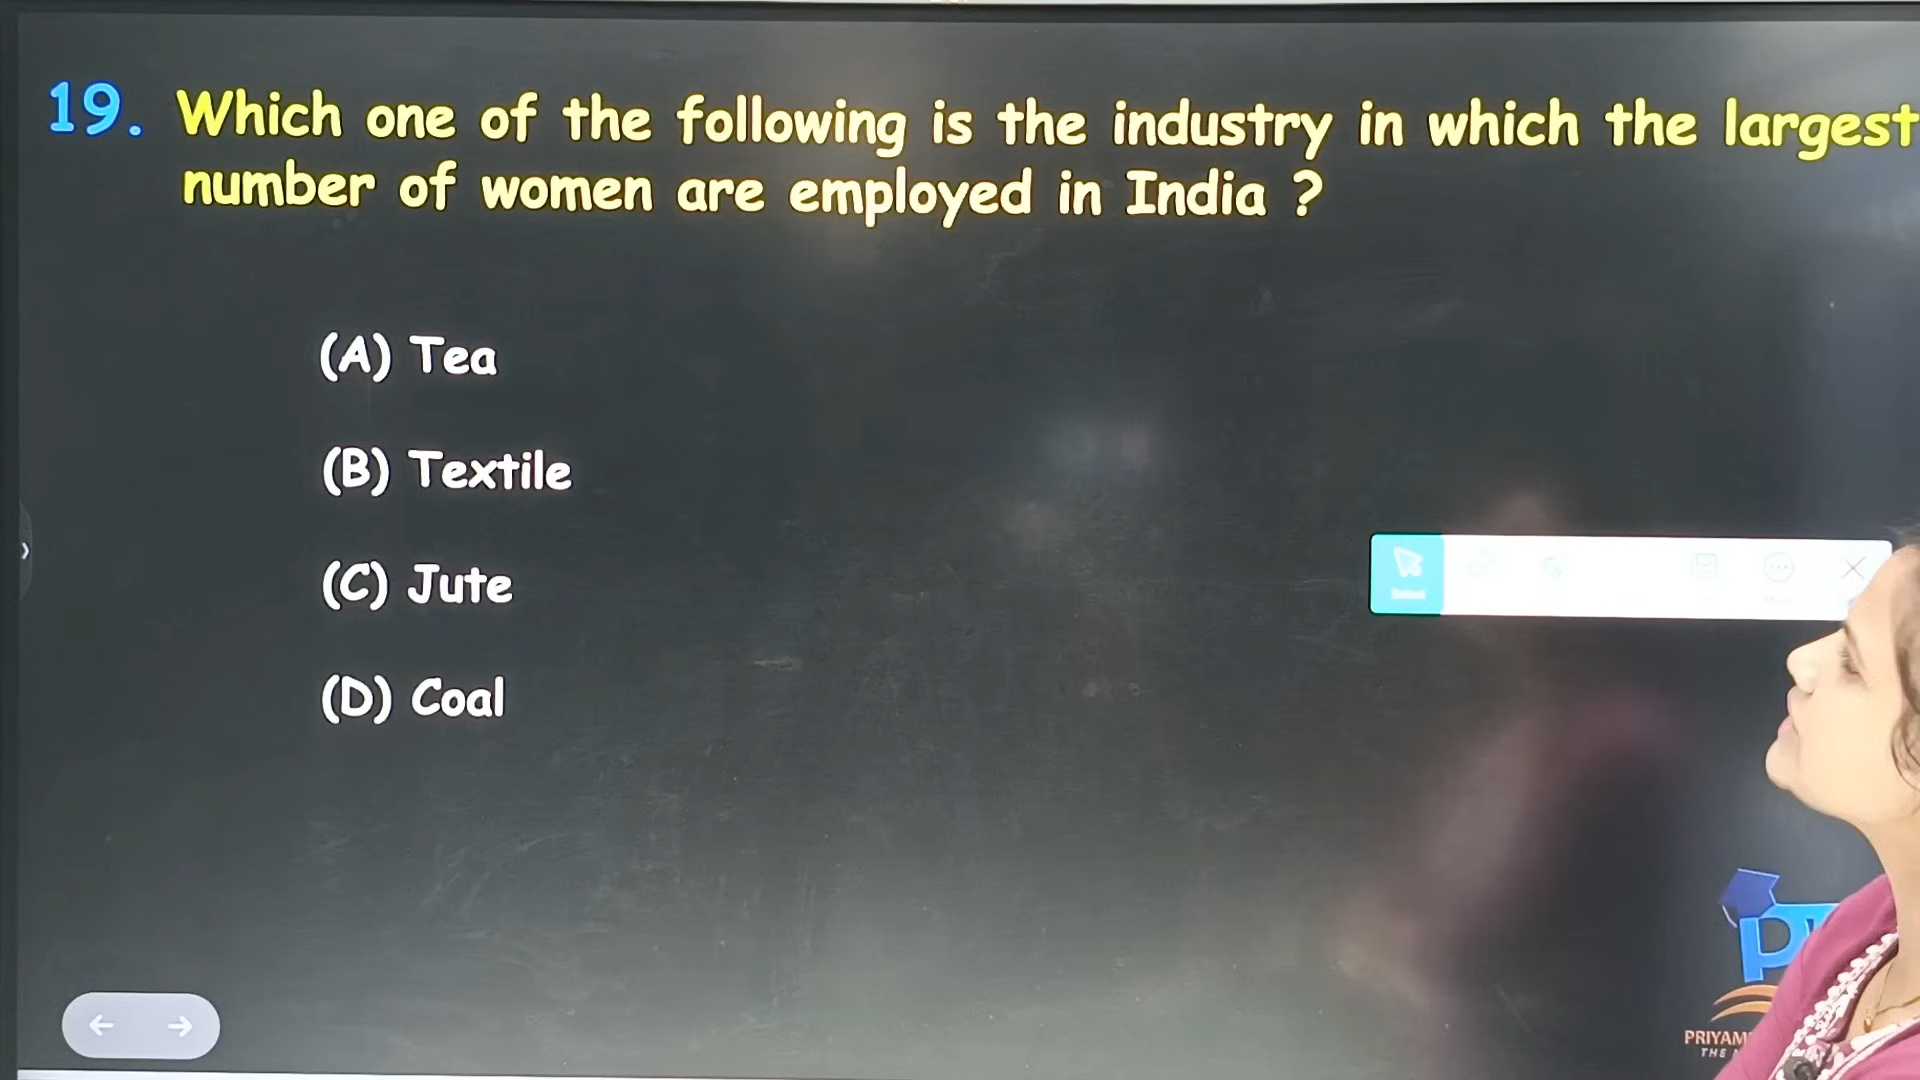 19. Which one of the following is the industry in which the largest
number of women are employed in India ?
(A) Tea
(B) Textile
(C) Jute
(D) Coal
Select